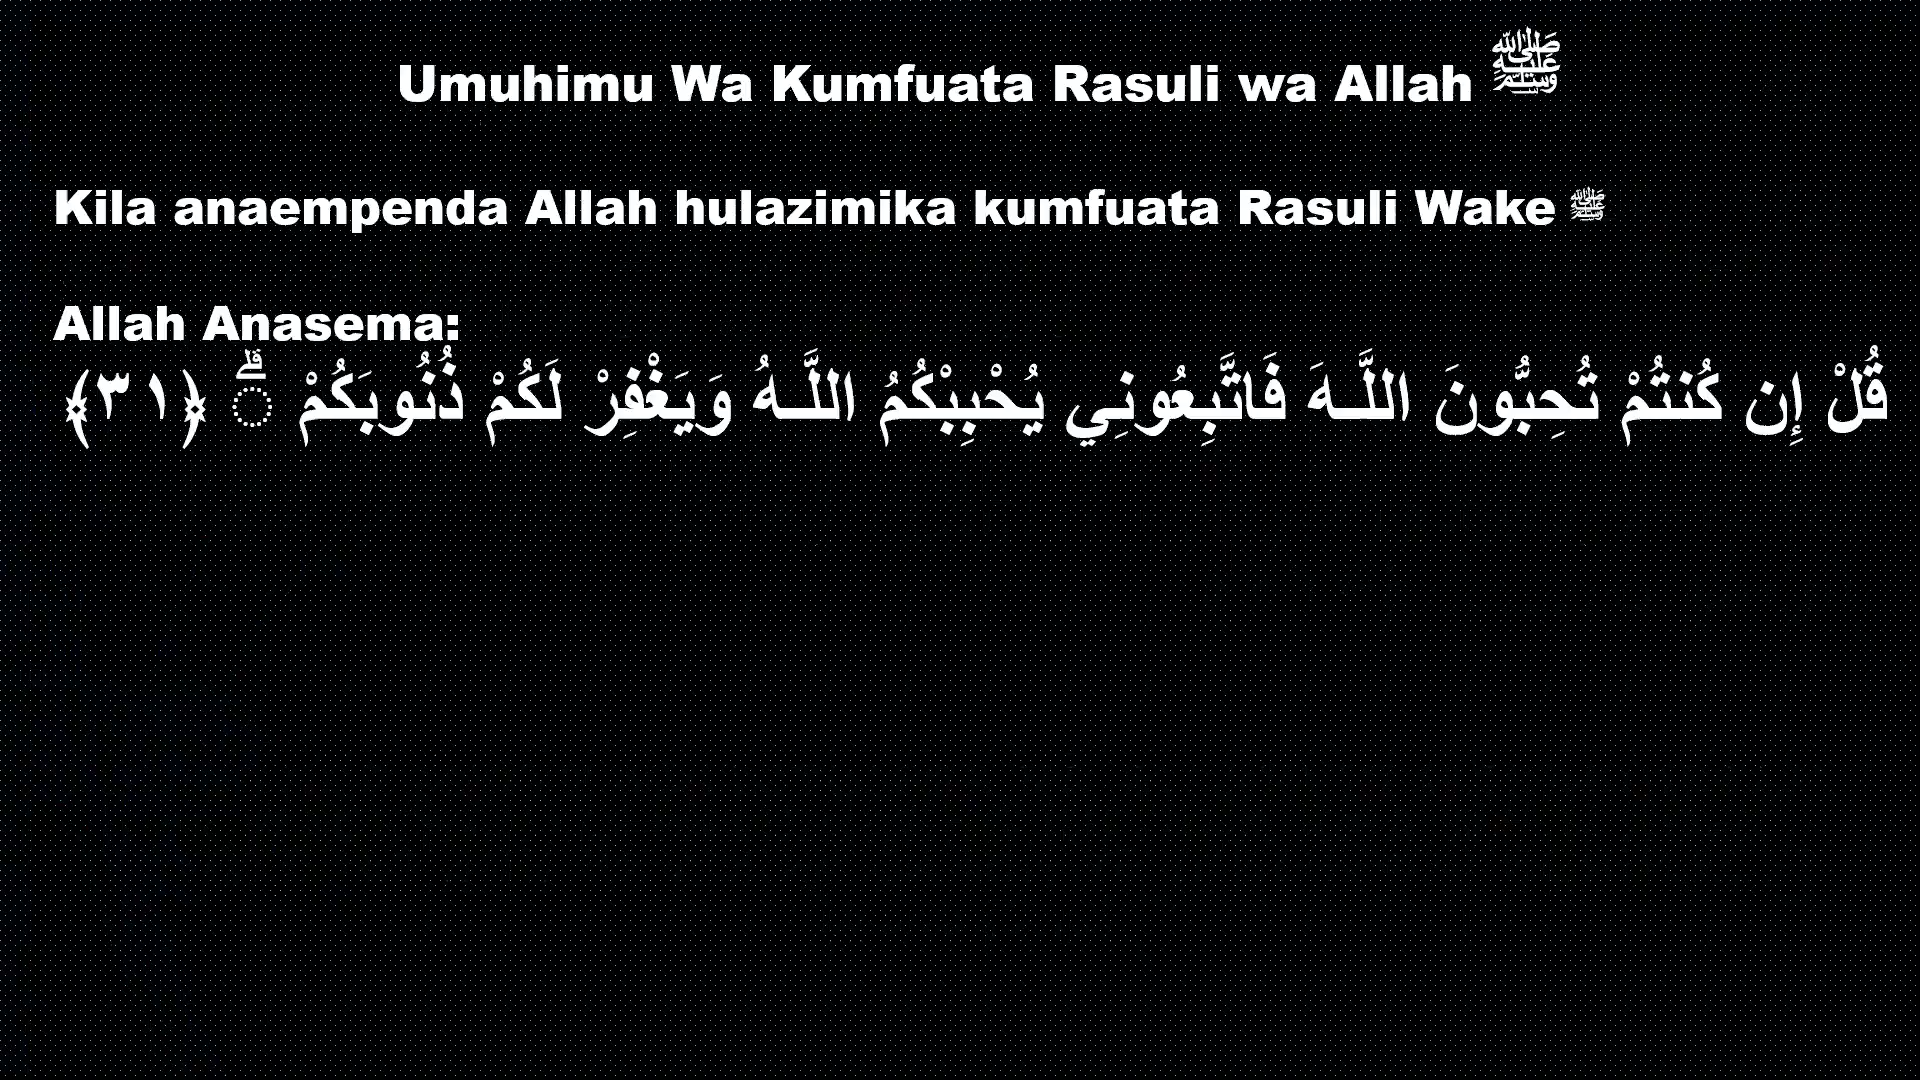 Umuhimu Wa Kumfuata Rasuli wa Allah ﷺ
Kila anaempenda Allah hulazimika kumfuata Rasuli Wake ﷺ
Allah Anasema:
قُلْ إِن كُنتُمْ تُحِبُّونَ اللَّـهَ فَاتَّبِعُونِي يُحْبِبْكُمُ اللَّـهُ وَيَغْفِرْ لَكُمْ ذُنُوبَكُمْ ۗ ﴿٣١﴾